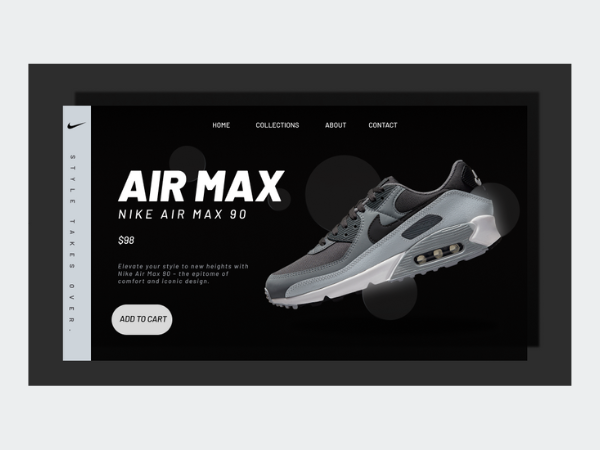 HOME COLLECTIONS ABOUT CONTACT
STYLE TAKES OVER.
AIR MAX
NIKE AIR MAX 90
$98
Elevate your style to new heights with
Nike Air Max 90 – the epitome of
comfort and iconic design.
ADD TO CART